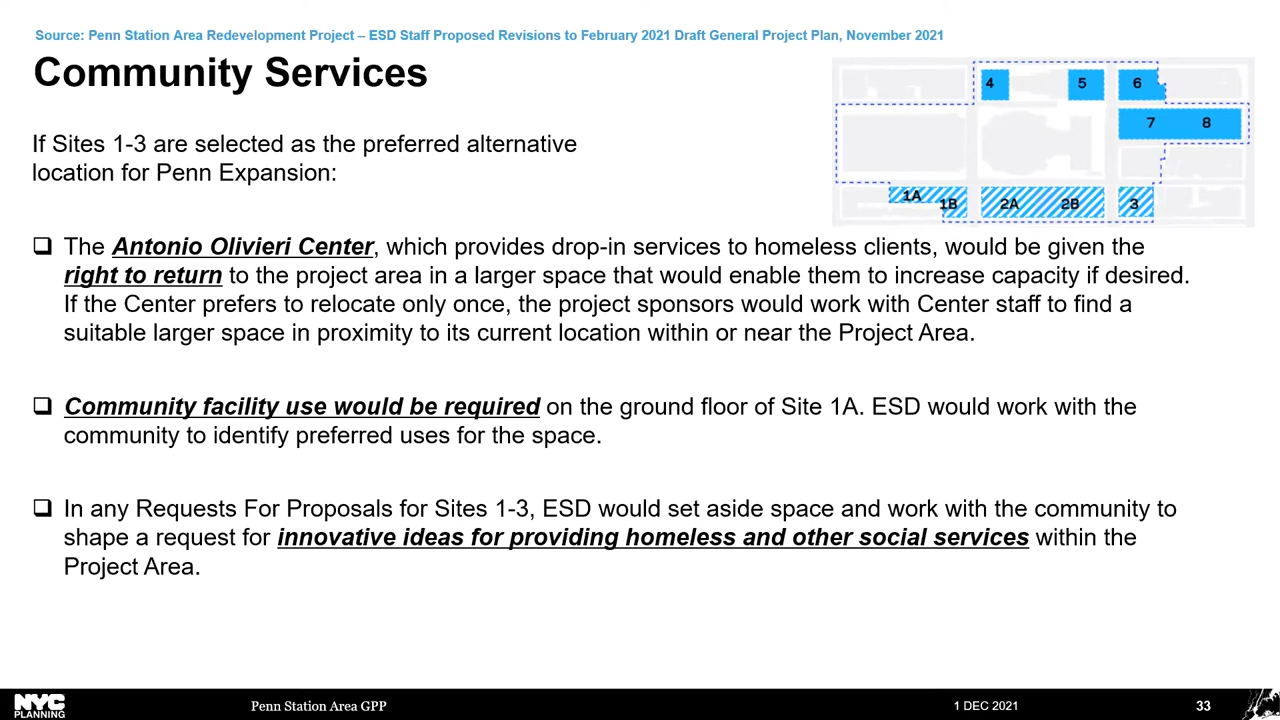 Source: Penn Station Area Redevelopment Project – ESD Staff Proposed Revisions to February 2021 Draft General Project Plan, November 2021
Community Services
4 5 6
7 8
1A 1B 2A 2B 3
If Sites 1-3 are selected as the preferred alternative
location for Penn Expansion:
❑ The Antonio Olivieri Center, which provides drop-in services to homeless clients, would be given the
right to return to the project area in a larger space that would enable them to increase capacity if desired.
If the Center prefers to relocate only once, the project sponsors would work with Center staff to find a
suitable larger space in proximity to its current location within or near the Project Area.
❑ Community facility use would be required on the ground floor of Site 1A. ESD would work with the
community to identify preferred uses for the space.
❑ In any Requests For Proposals for Sites 1-3, ESD would set aside space and work with the community to
shape a request for innovative ideas for providing homeless and other social services within the
Project Area.
NYC
PLANNING
Penn Station Area GPP
1 DEC 2021
33